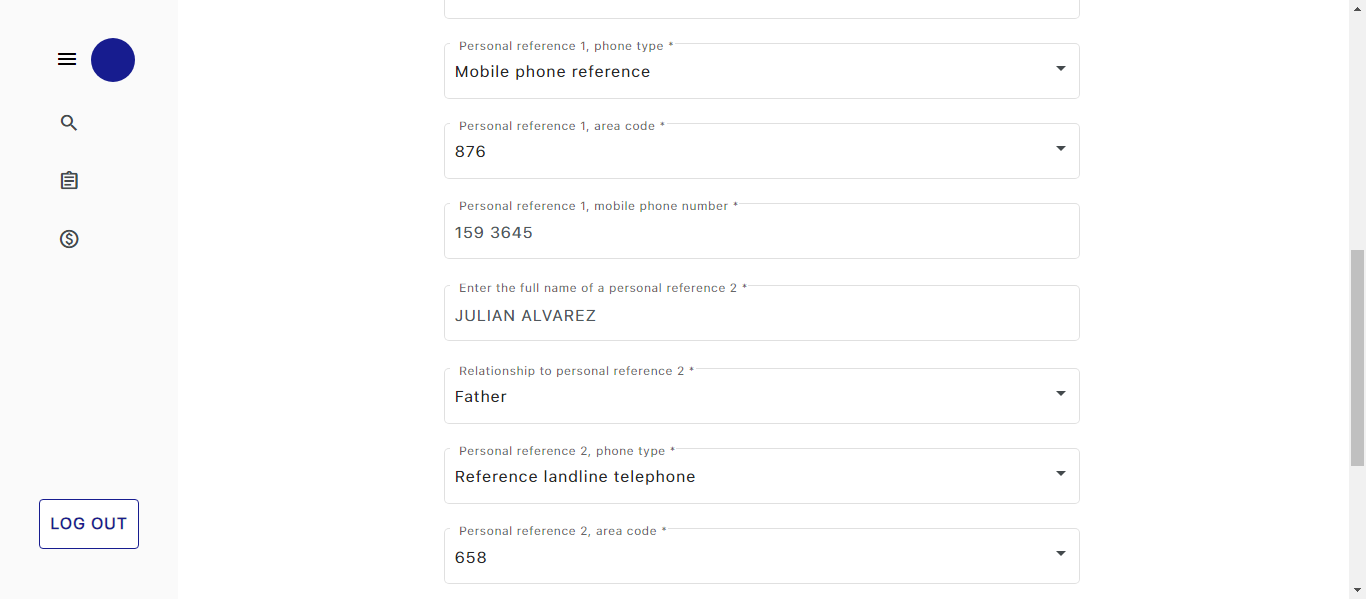 Personal reference 1, phone type *
Mobile phone reference
Personal reference 1, area code *
876
Personal reference 1, mobile phone number *
159 3645
Enter the full name of a personal reference 2 *
JULIAN ALVAREZ
Relationship to personal reference 2 *
Father
Personal reference 2, phone type *
Reference landline telephone
LOG OUT
Personal reference 2, area code *
658